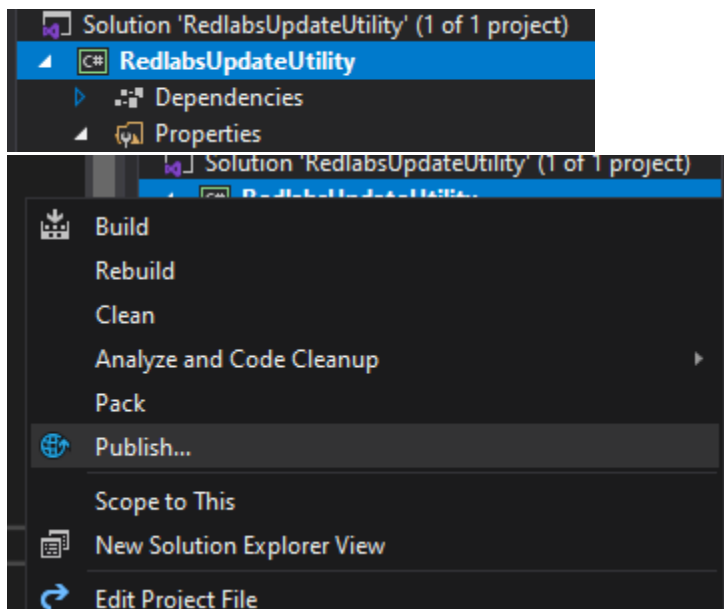 Solution 'RedlabsUpdateUtility' (1 of 1 project)
C# RedlabsUpdateUtility
Dependencies
Properties
Solution 'RedlabsUpdateUtility' (1 of 1 project)
RedlabsUpdateUtility
Build
Rebuild
Clean
Analyze and Code Cleanup
Pack
Publish...
Scope to This
New Solution Explorer View
Edit Project File